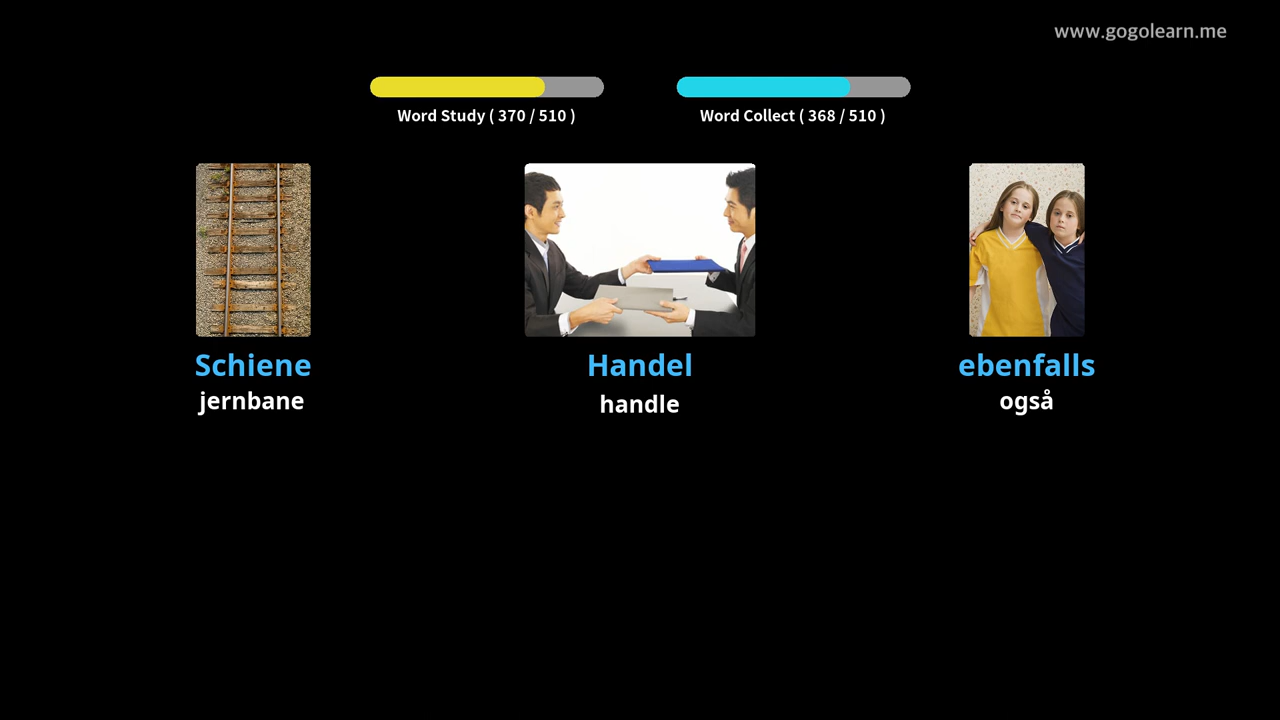 www.gogolearn.me
Word Study ( 370 / 510 )
Word Collect ( 368 / 510 )
Schiene
jernbane
Handel
handle
ebenfalls
også